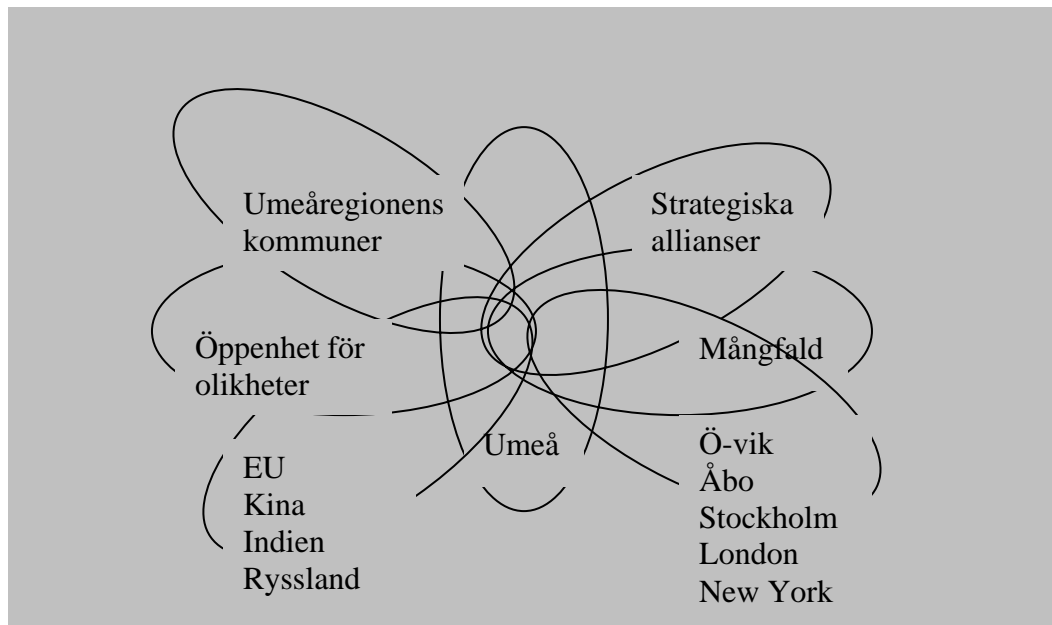 Umeåregionens
kommuner
Strategiska
allianser
Öppenhet för
olikheter
Mångfald
Umeå
EU
Kina
Indien
Ryssland
Ö-vik
Åbo
Stockholm
London
New York